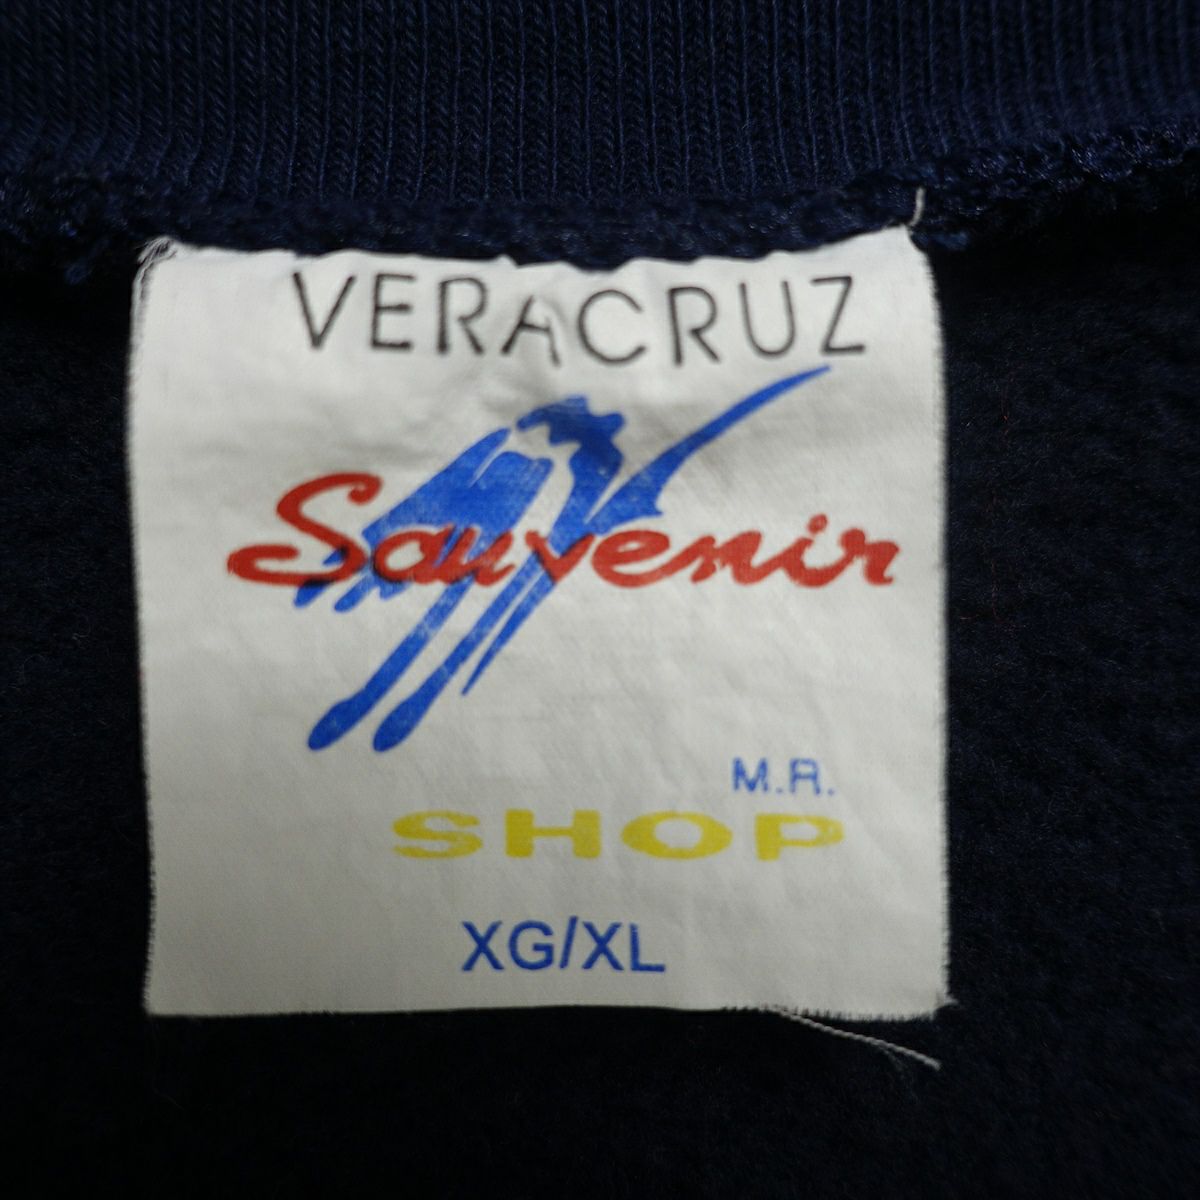 VERACRUZ
Souvenir
M.R.
SHOP
XG/XL